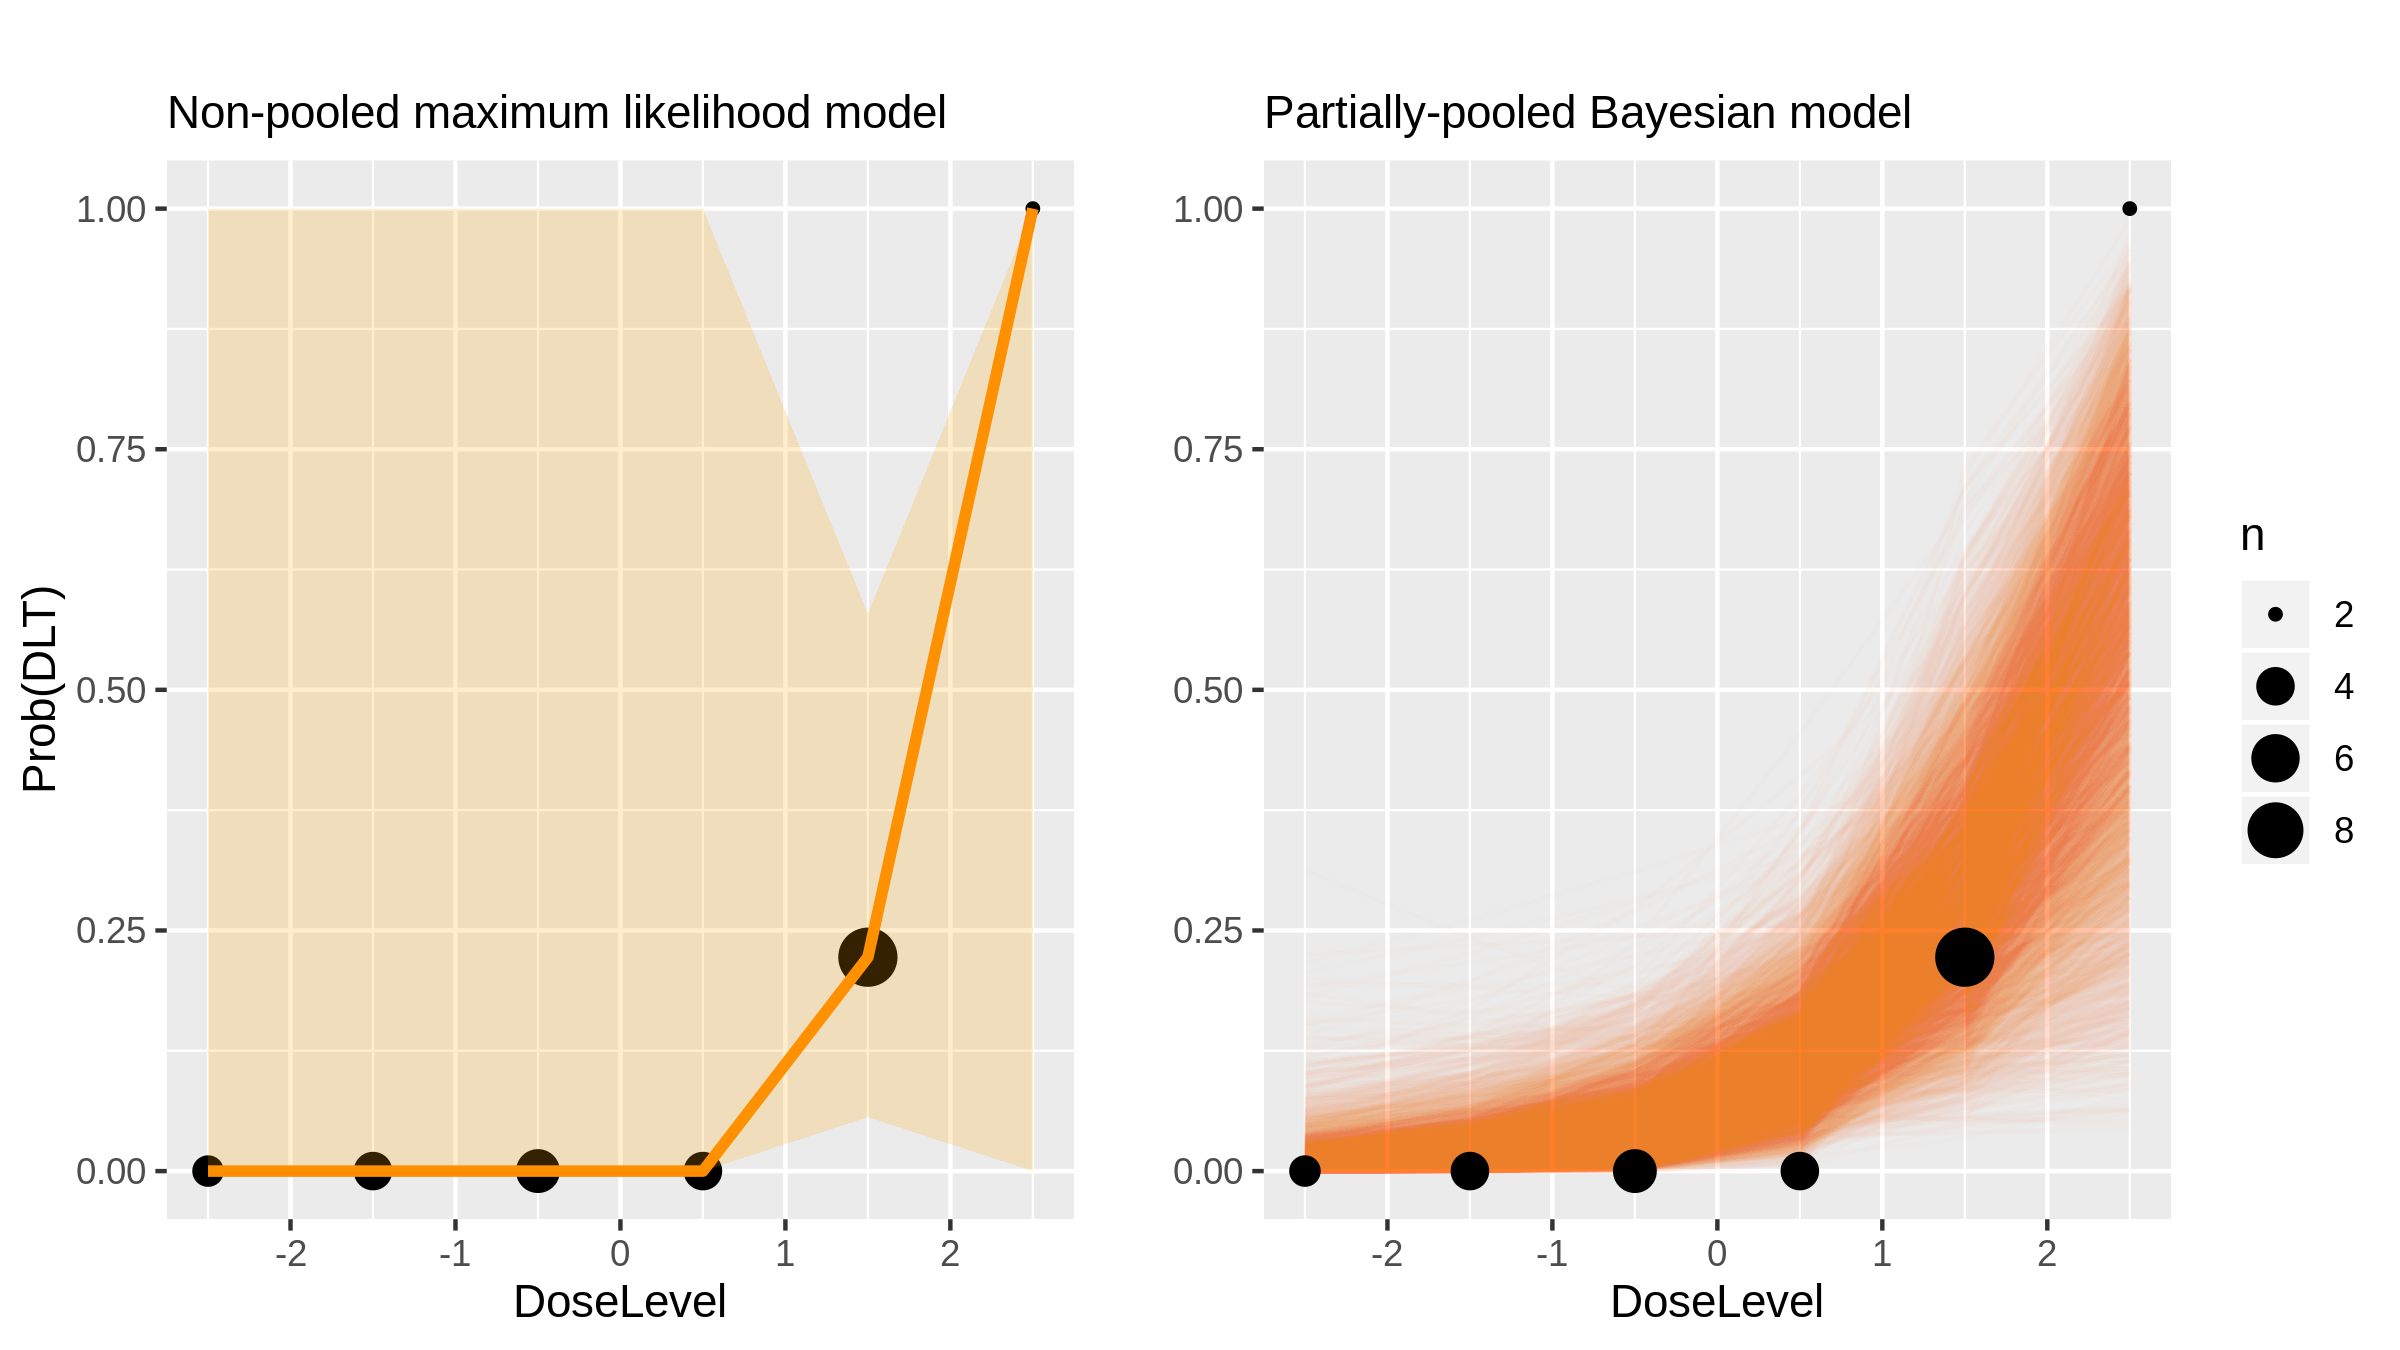 Non-pooled maximum likelihood model
Prob(DLT)
1.00
0.75
0.50
0.25
0.00
-2 -1 0 1 2
DoseLevel
Partially-pooled Bayesian model
1.00
0.75
0.50
0.25
0.00
-2 -1 0 1 2
DoseLevel
n
2
4
6
8